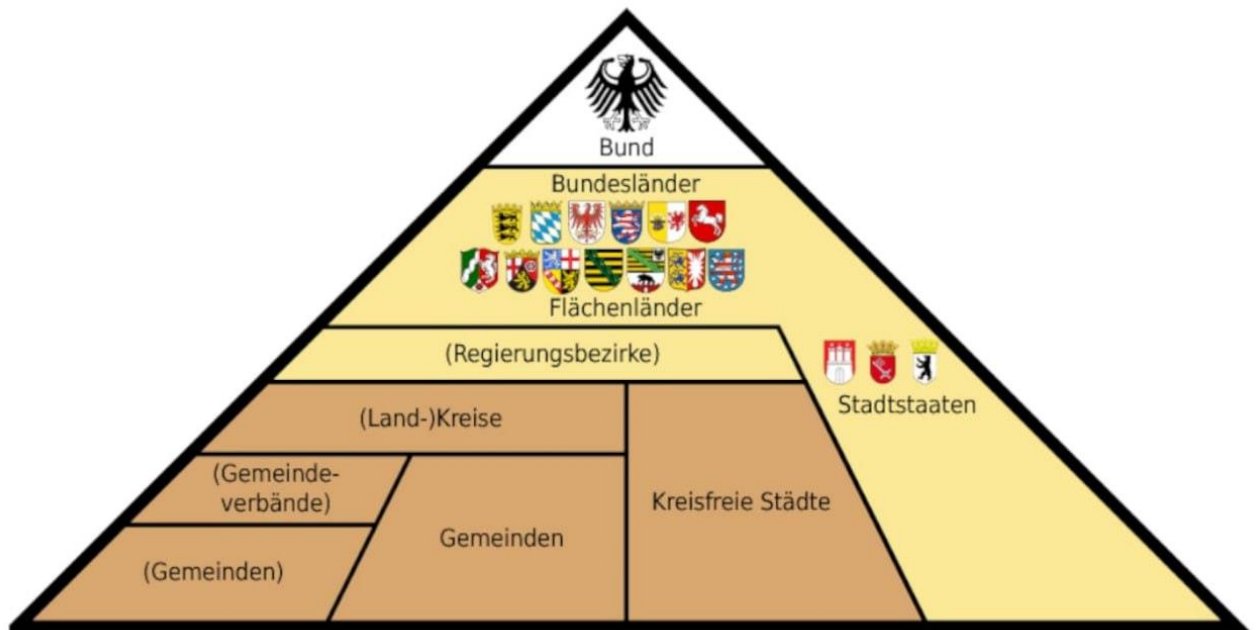 Bund
Bundesländer
Flächenländer
(Regierungsbezirke)
Stadtstaaten
(Land-)Kreise
(Gemeinde-
verbände)
Kreisfreie Städte
Gemeinden
(Gemeinden)